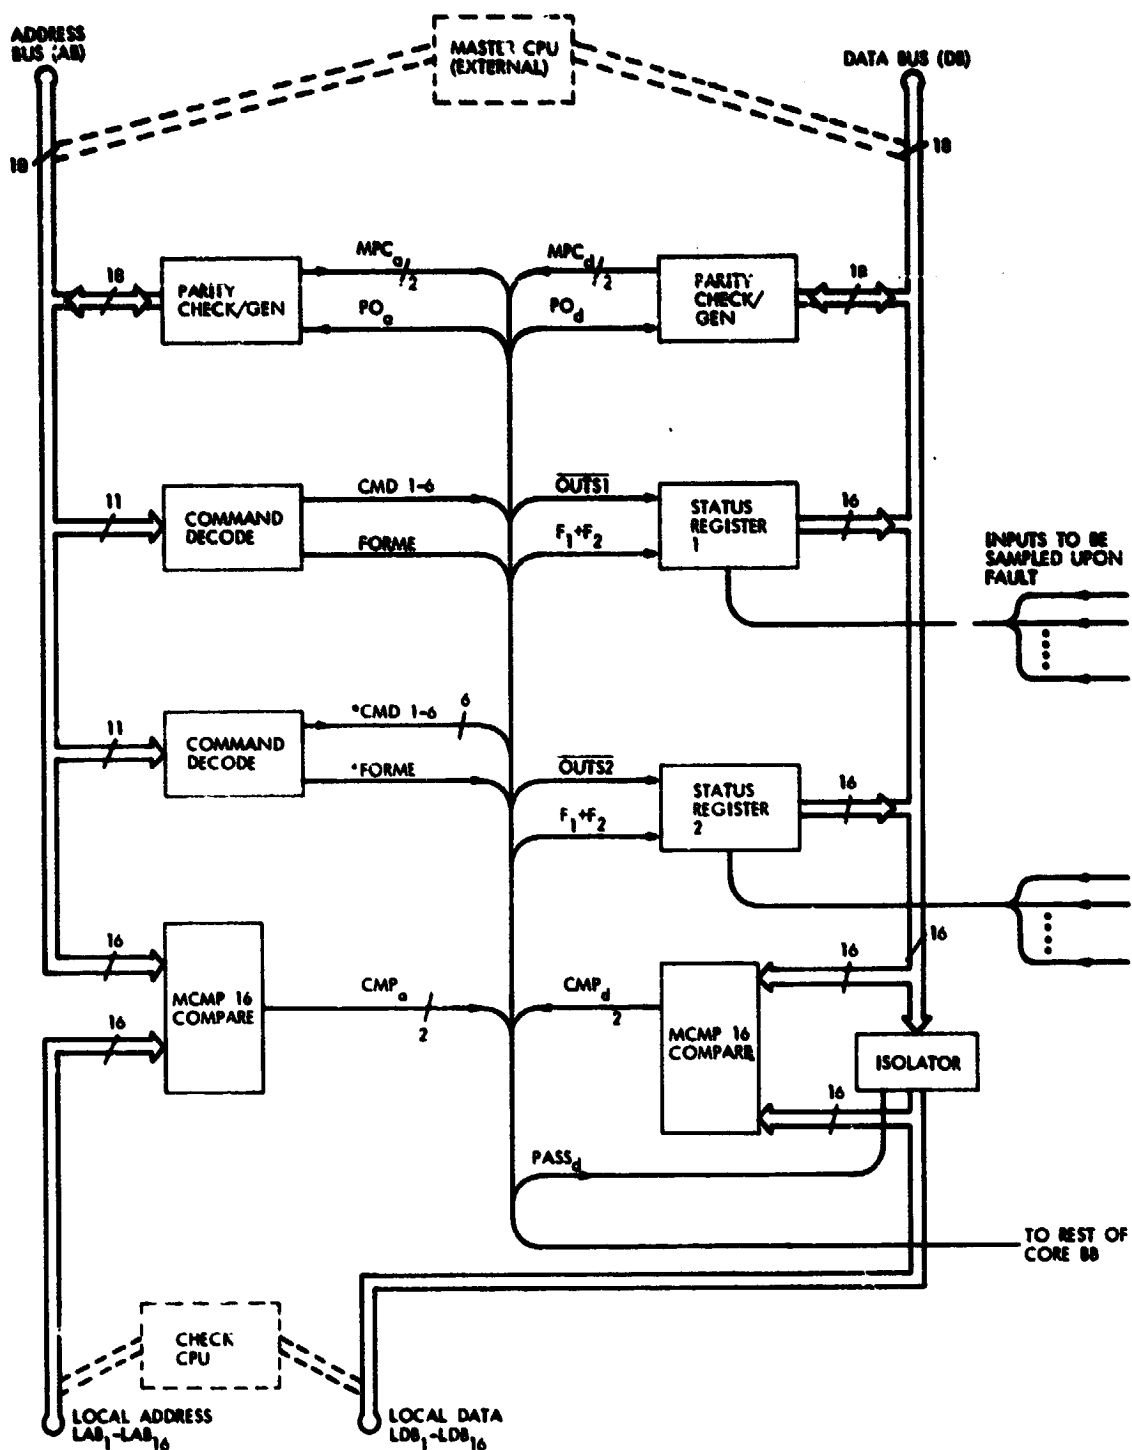 ADDRESS
BUS (AB)
MASTER CPU
(EXTERNAL)
DATA BUS (DB)
18
18
MPCa
2
MPCd
2
18
PARITY
CHECK/GEN
POa
POd
PARITY
CHECK/
GEN
18
11
COMMAND
DECODE
CMD 1-6
FORME
OUTS1
F1+F2
STATUS
REGISTER
1
16
INPUTS TO BE
SAMPLED UPON
FAULT
11
COMMAND
DECODE
*CMD 1-6
6
*FORME
OUTS2
F1+F2
STATUS
REGISTER
2
16
16
16
16
MCMP 16
COMPARE
CMPa
2
CMPd
2
MCMP 16
COMPARE
16
16
ISOLATOR
PASSd
TO REST OF
CORE BB
CHECK
CPU
LOCAL ADDRESS
LAB1-LAB16
LOCAL DATA
LDB1-LDB16